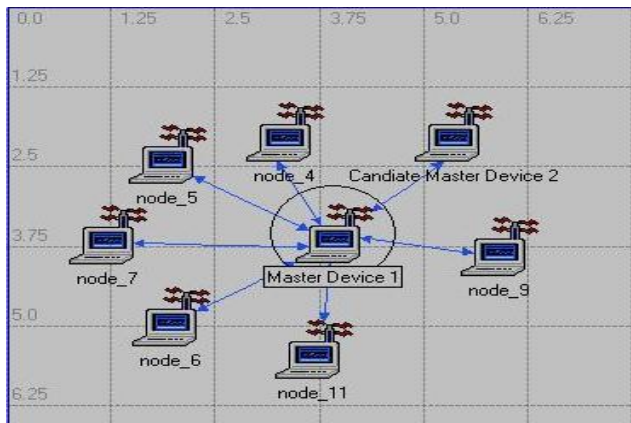 0.0 1.25 2.5 3.75 5.0 6.25
1.25
2.5
node_4
Candiate Master Device 2
node_5
3.75
node_7
Master Device 1
node_9
5.0
node_6
node_11
6.25